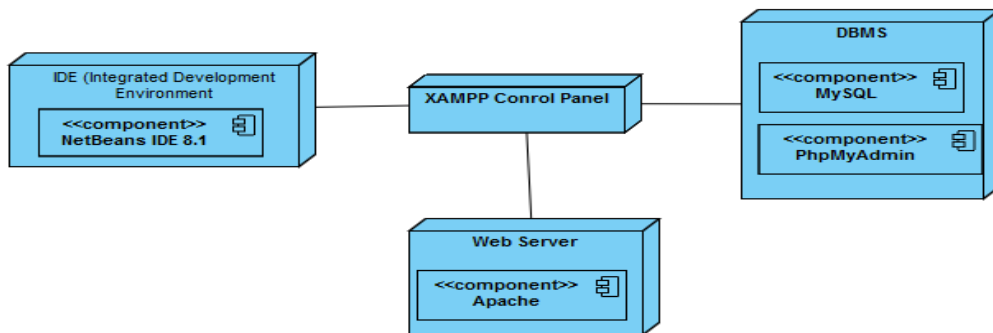 IDE (Integrated Development
Environment
<<component>>
NetBeans IDE 8.1
XAMPP Conrol Panel
DBMS
<<component>>
MySQL
<<component>>
PhpMyAdmin
Web Server
<<component>>
Apache